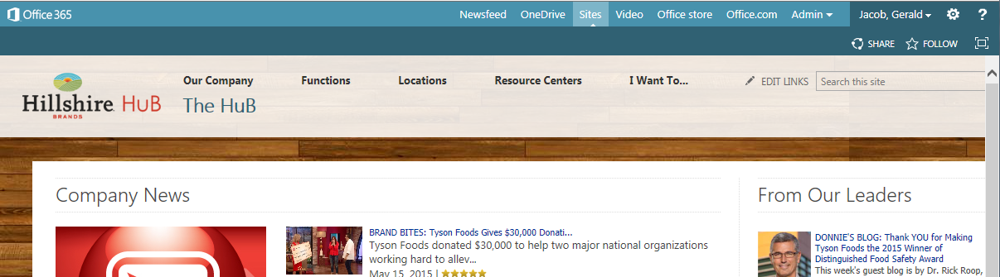 Office 365 Newsfeed OneDrive Sites Video Office store Office.com Admin Jacob, Gerald ?
SHARE FOLLOW
Our Company Functions Locations Resource Centers I Want To... EDIT LINKS Search this site
Hillshire HuB
BRANDS
The HuB
Company News
BRAND BITES: Tyson Foods Gives $30,000 Donati...
Tyson Foods donated $30,000 to help two major national organizations
working hard to allev...
May 15, 2015 |
From Our Leaders
DONNIE'S BLOG: Thank YOU for Making
Tyson Foods the 2015 Winner of
Distinguished Food Safety Award
This week's guest blog is by Dr. Rick Roop,